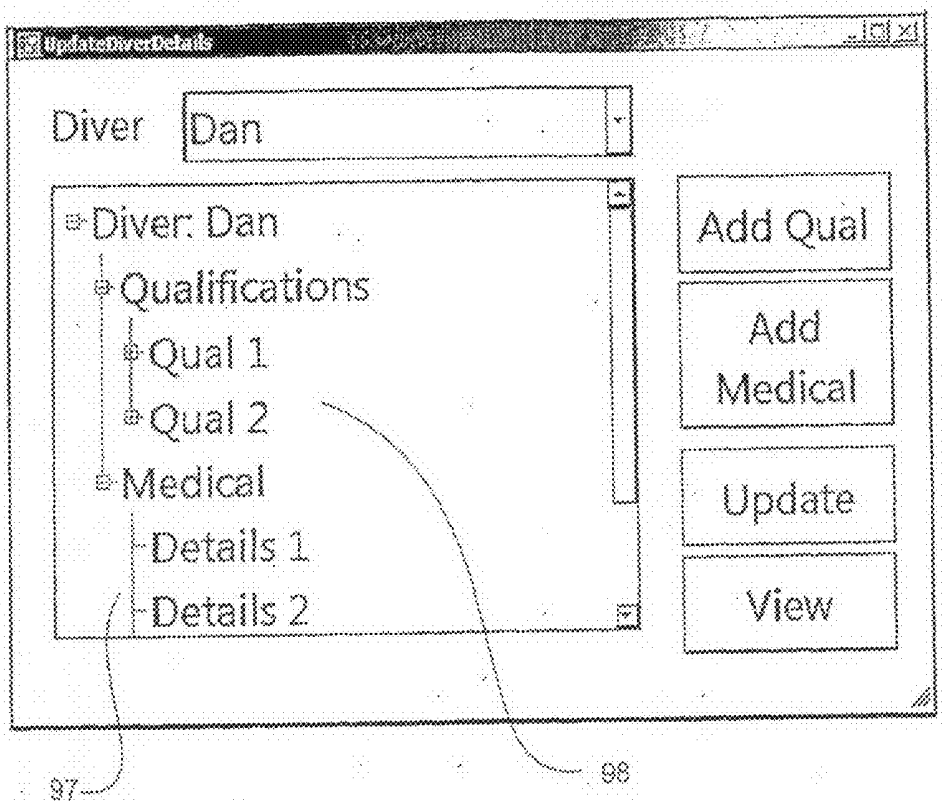 UpdateDiverDetails
Diver Dan
Diver: Dan
Qualifications
Qual 1
Qual 2
Medical
Details 1
Details 2
Add Qual
Add
Medical
Update
View
97
98